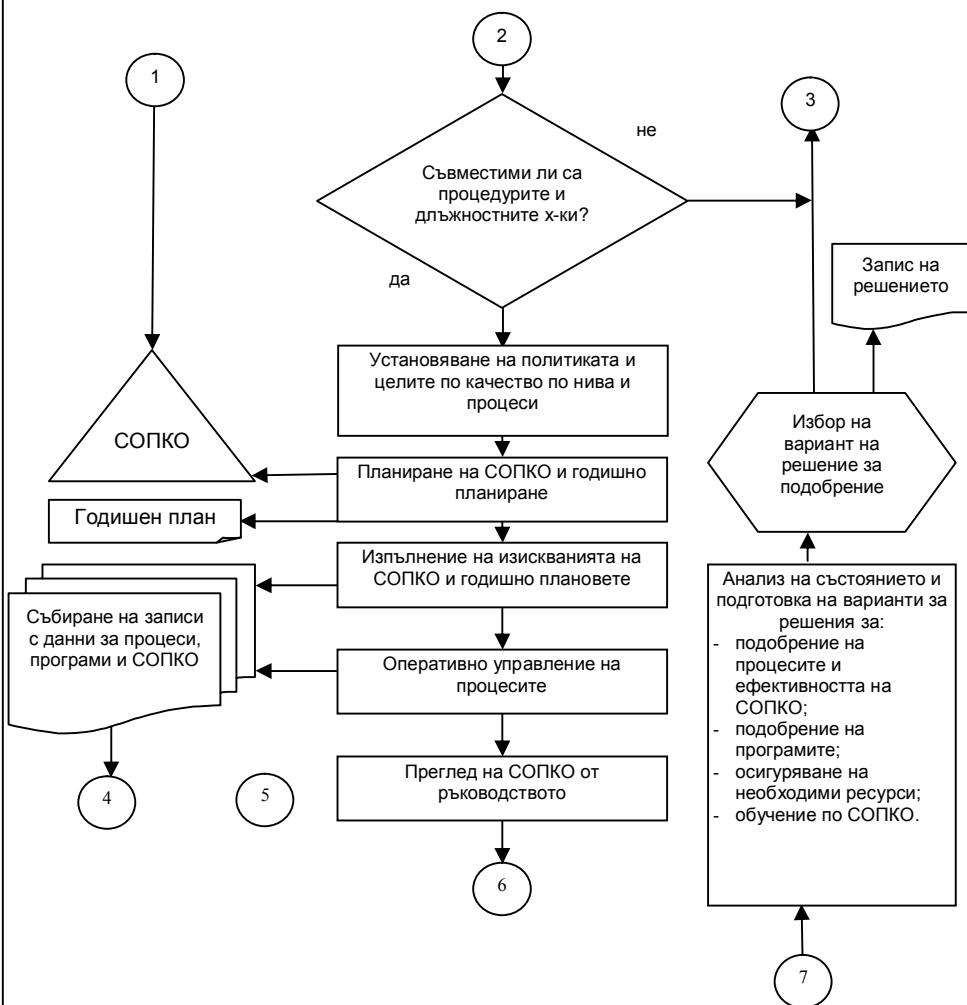 2
1
3
не
Съвместими ли са
процедурите и
длъжностните х-ки?
да
Запис на
решението
Установяване на политиката и
целите по качество по нива и
процеси
СОПКО
Избор на
вариант на
решение за
подобрение
Планиране на СОПКО и годишно
планиране
Годишен план
Изпълнение на изискванията на
СОПКО и годишно плановете
Събиране на записи
с данни за процеси,
програми и СОПКО
Оперативно управление на
процесите
Анализ на състоянието и
подготовка на варианти за
решения за:
- подобрение на
процесите и
ефективността на
СОПКО;
- подобрение на
програмите;
- осигуряване на
необходими ресурси;
- обучение по СОПКО.
Преглед на СОПКО от
ръководството
4
5
6
7